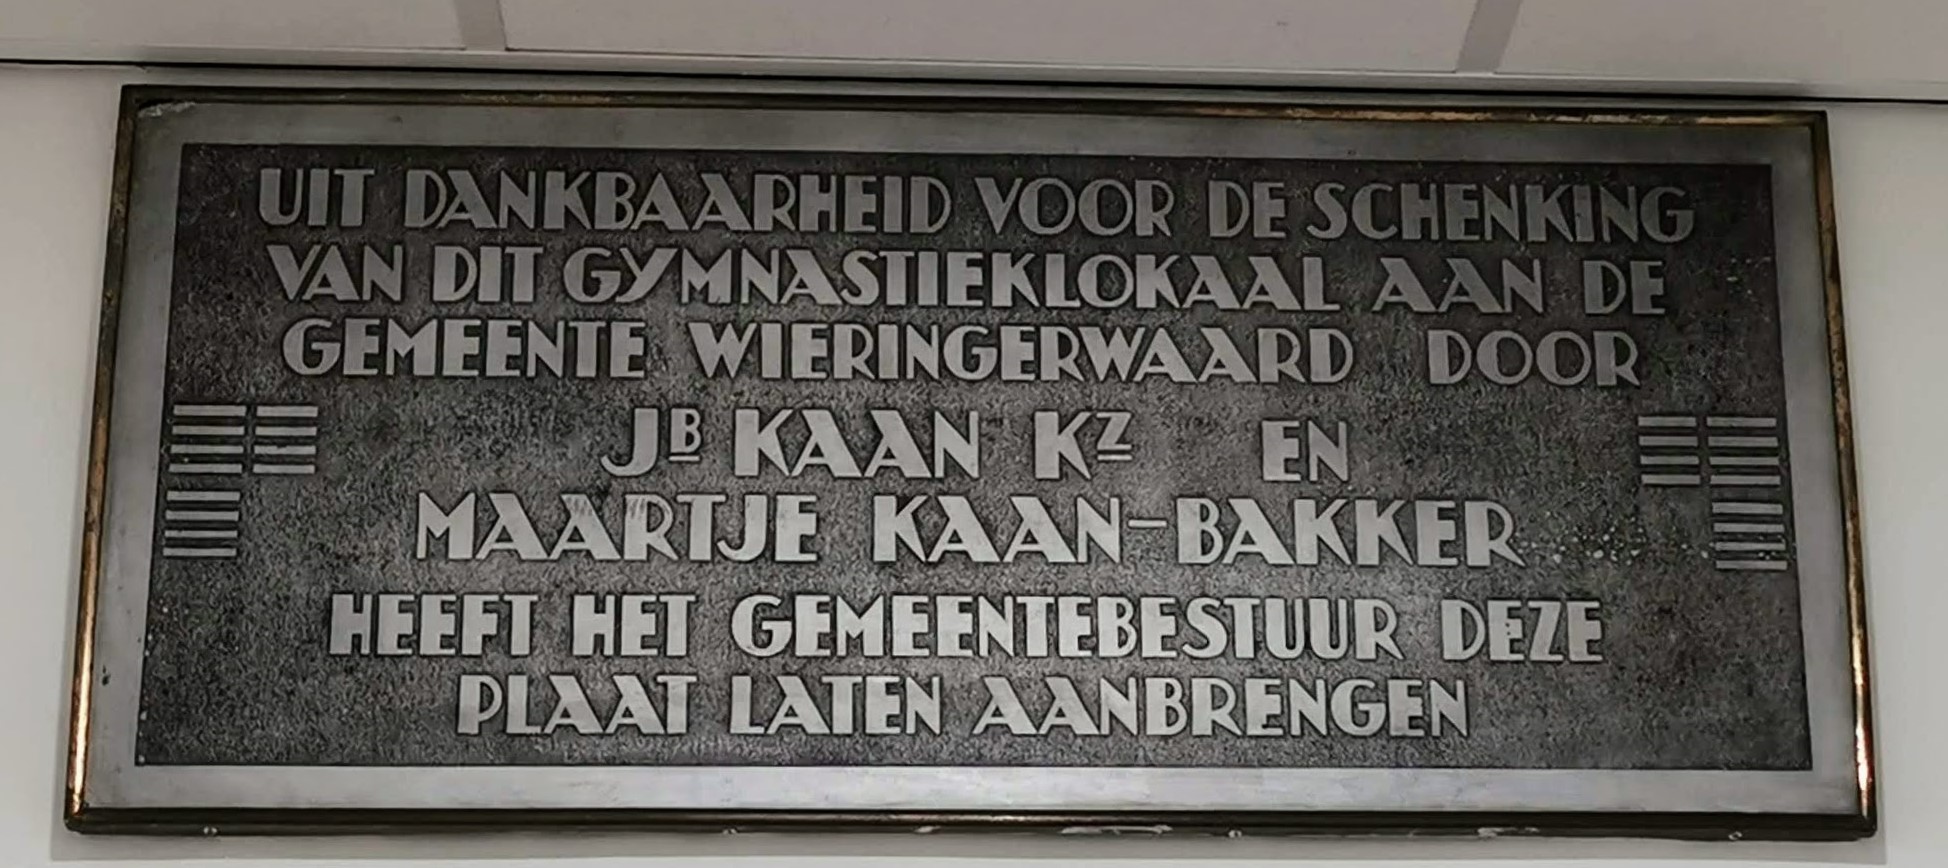 UIT DANKBAARHEID VOOR DE SCHENKING
VAN DIT GYMNASTIEKLOKAAL AAN DE
GEMEENTE WIERINGERWAARD DOOR
JB KAAN KZ EN
MAARTJE KAAN-BAKKER
HEEFT HET GEMEENTEBESTUUR DEZE
PLAAT LATEN AANBRENGEN